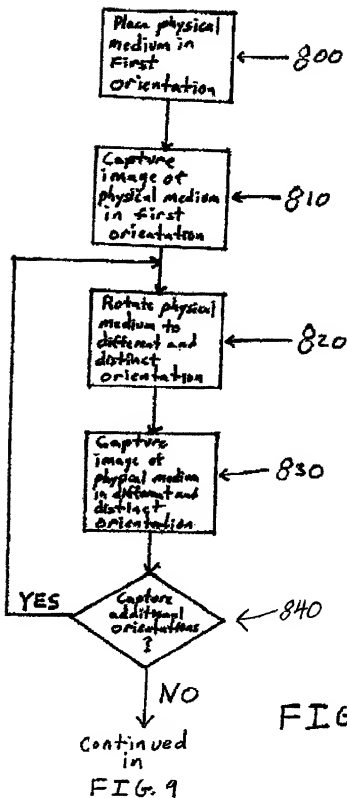 Place physical
medium in
First
orientation
800
Capture
image of
physical medium
in first
orientation
810
Rotate physical
medium to
different and
distinct
orientation
820
Capture
image of
physical medium
in different and
distinct
orientation
830
Capture
additional
orientations
?
840
YES
NO
Continued
in
FIG. 9
FIG